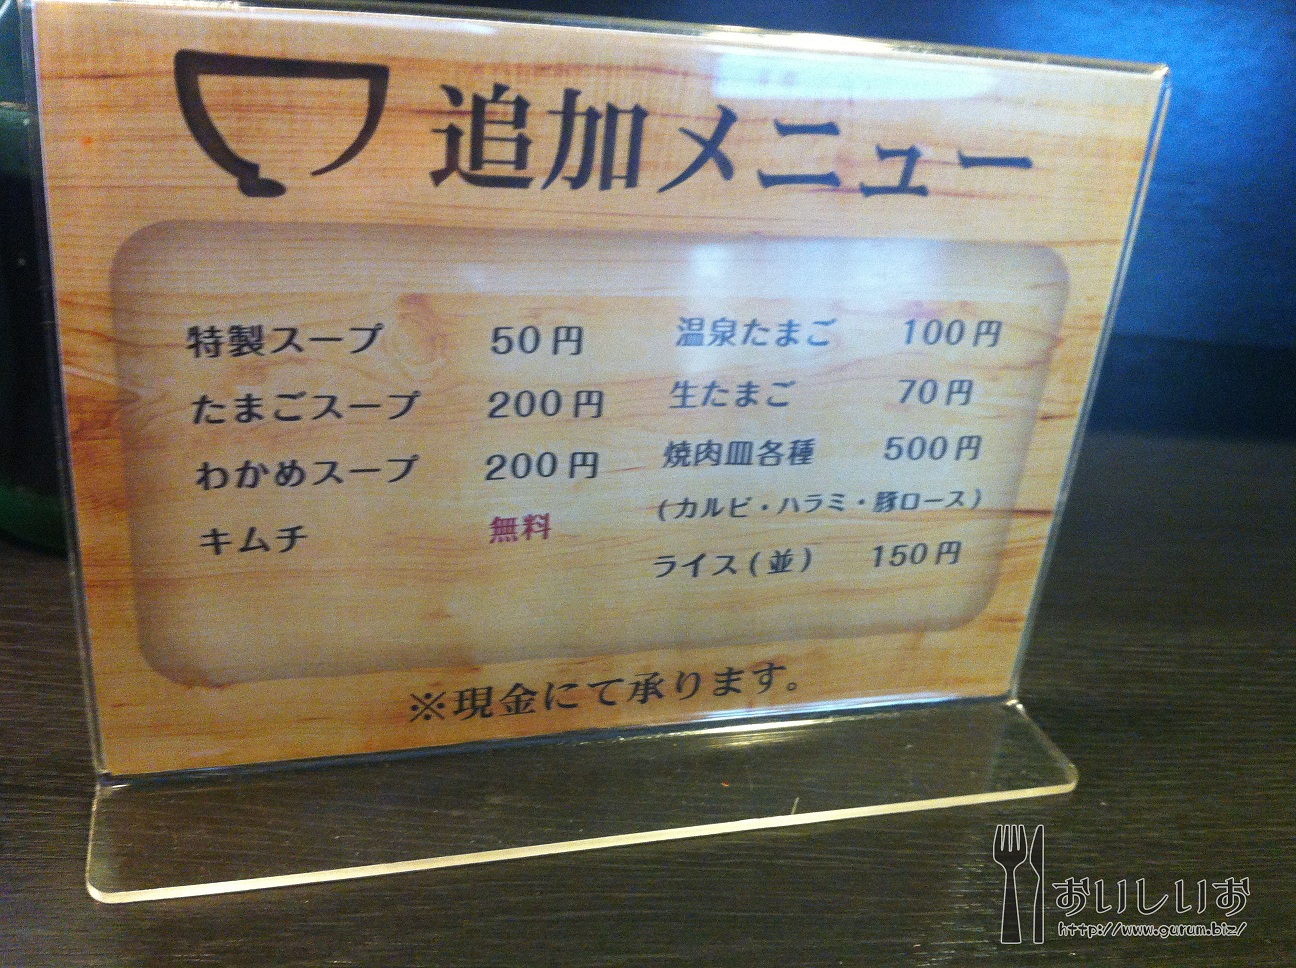 追加メニュー
特製スープ 50円
たまごスープ 200円
わかめスープ 200円
キムチ 無料
温泉たまご 100円
生たまご 70円
焼肉皿各種 500円
(カルビ・ハラミ・豚ロース)
ライス(並) 150円
※現金にて承ります。
おいしいお
http://www.gurum.biz/